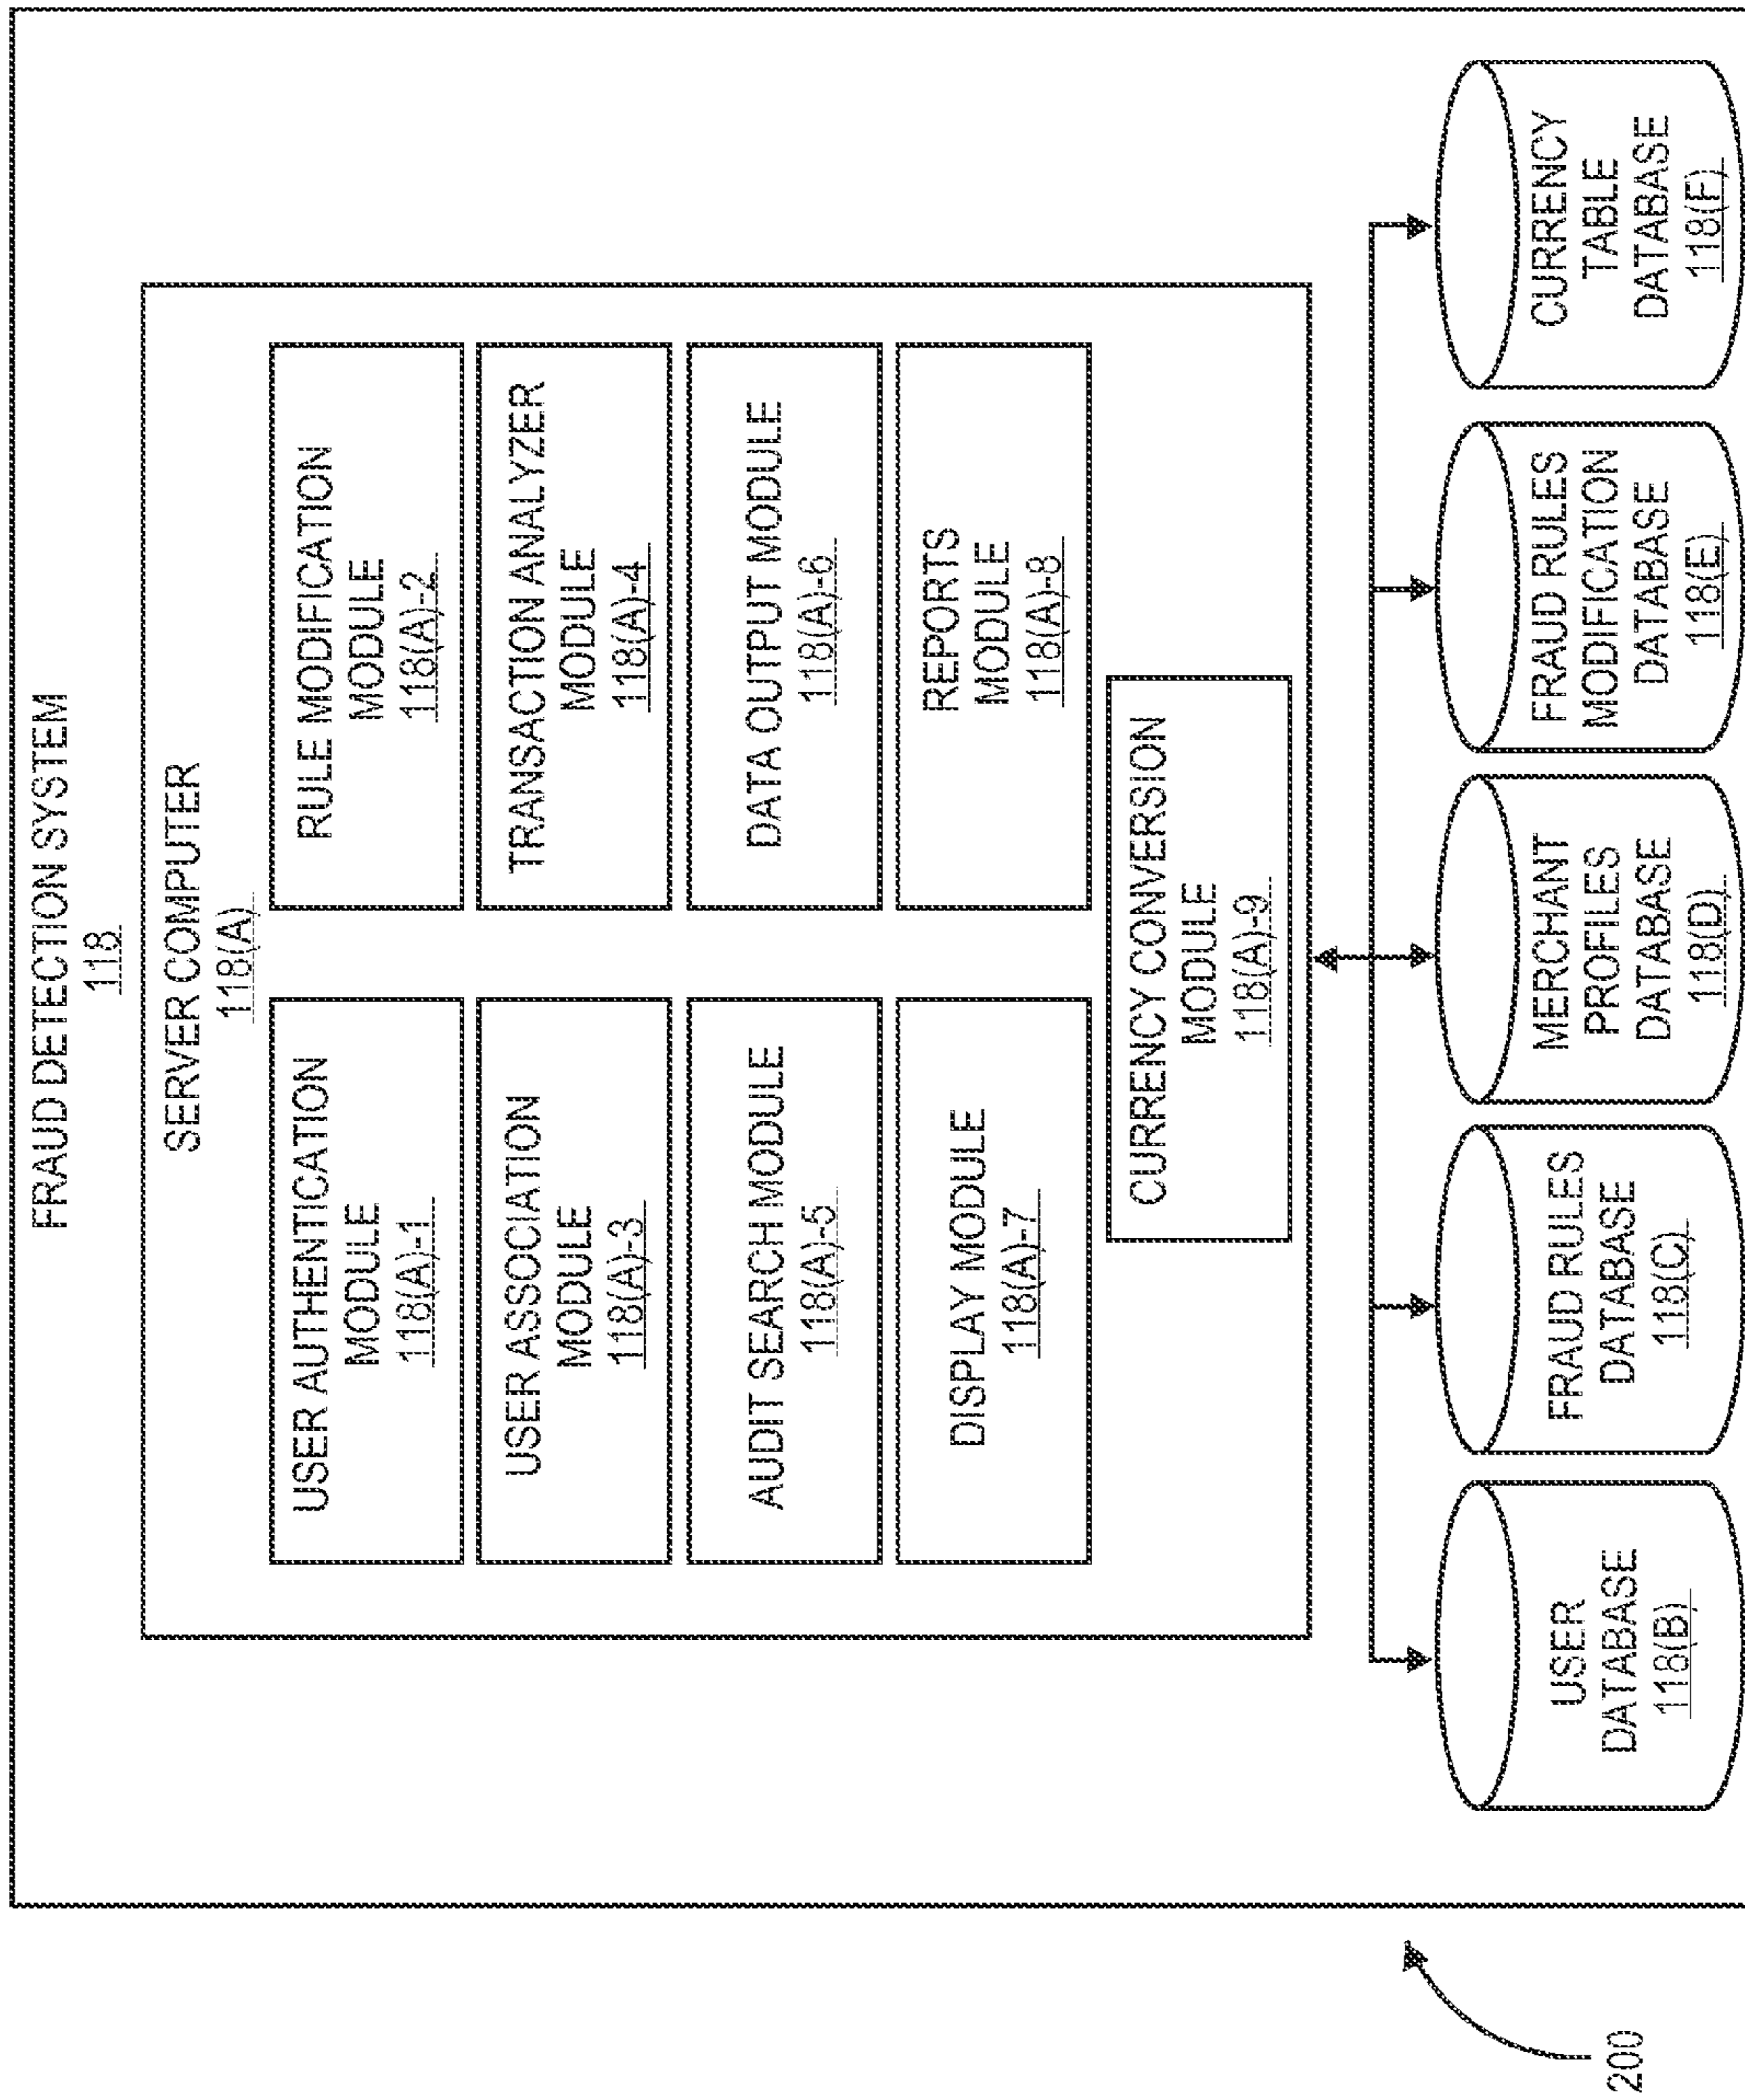 FRAUD DETECTION SYSTEM
118
SERVER COMPUTER
118(A)
USER AUTHENTICATION
MODULE
118(A)-1
RULE MODIFICATION
MODULE
118(A)-2
USER ASSOCIATION
MODULE
118(A)-3
TRANSACTION ANALYZER
MODULE
118(A)-4
AUDIT SEARCH MODULE
118(A)-5
DATA OUTPUT MODULE
118(A)-6
DISPLAY MODULE
118(A)-7
REPORTS
MODULE
118(A)-8
CURRENCY CONVERSION
MODULE
118(A)-9
USER
DATABASE
118(B)
FRAUD RULES
DATABASE
118(C)
MERCHANT
PROFILES
DATABASE
118(D)
FRAUD RULES
MODIFICATION
DATABASE
118(E)
CURRENCY
TABLE
DATABASE
118(F)
200